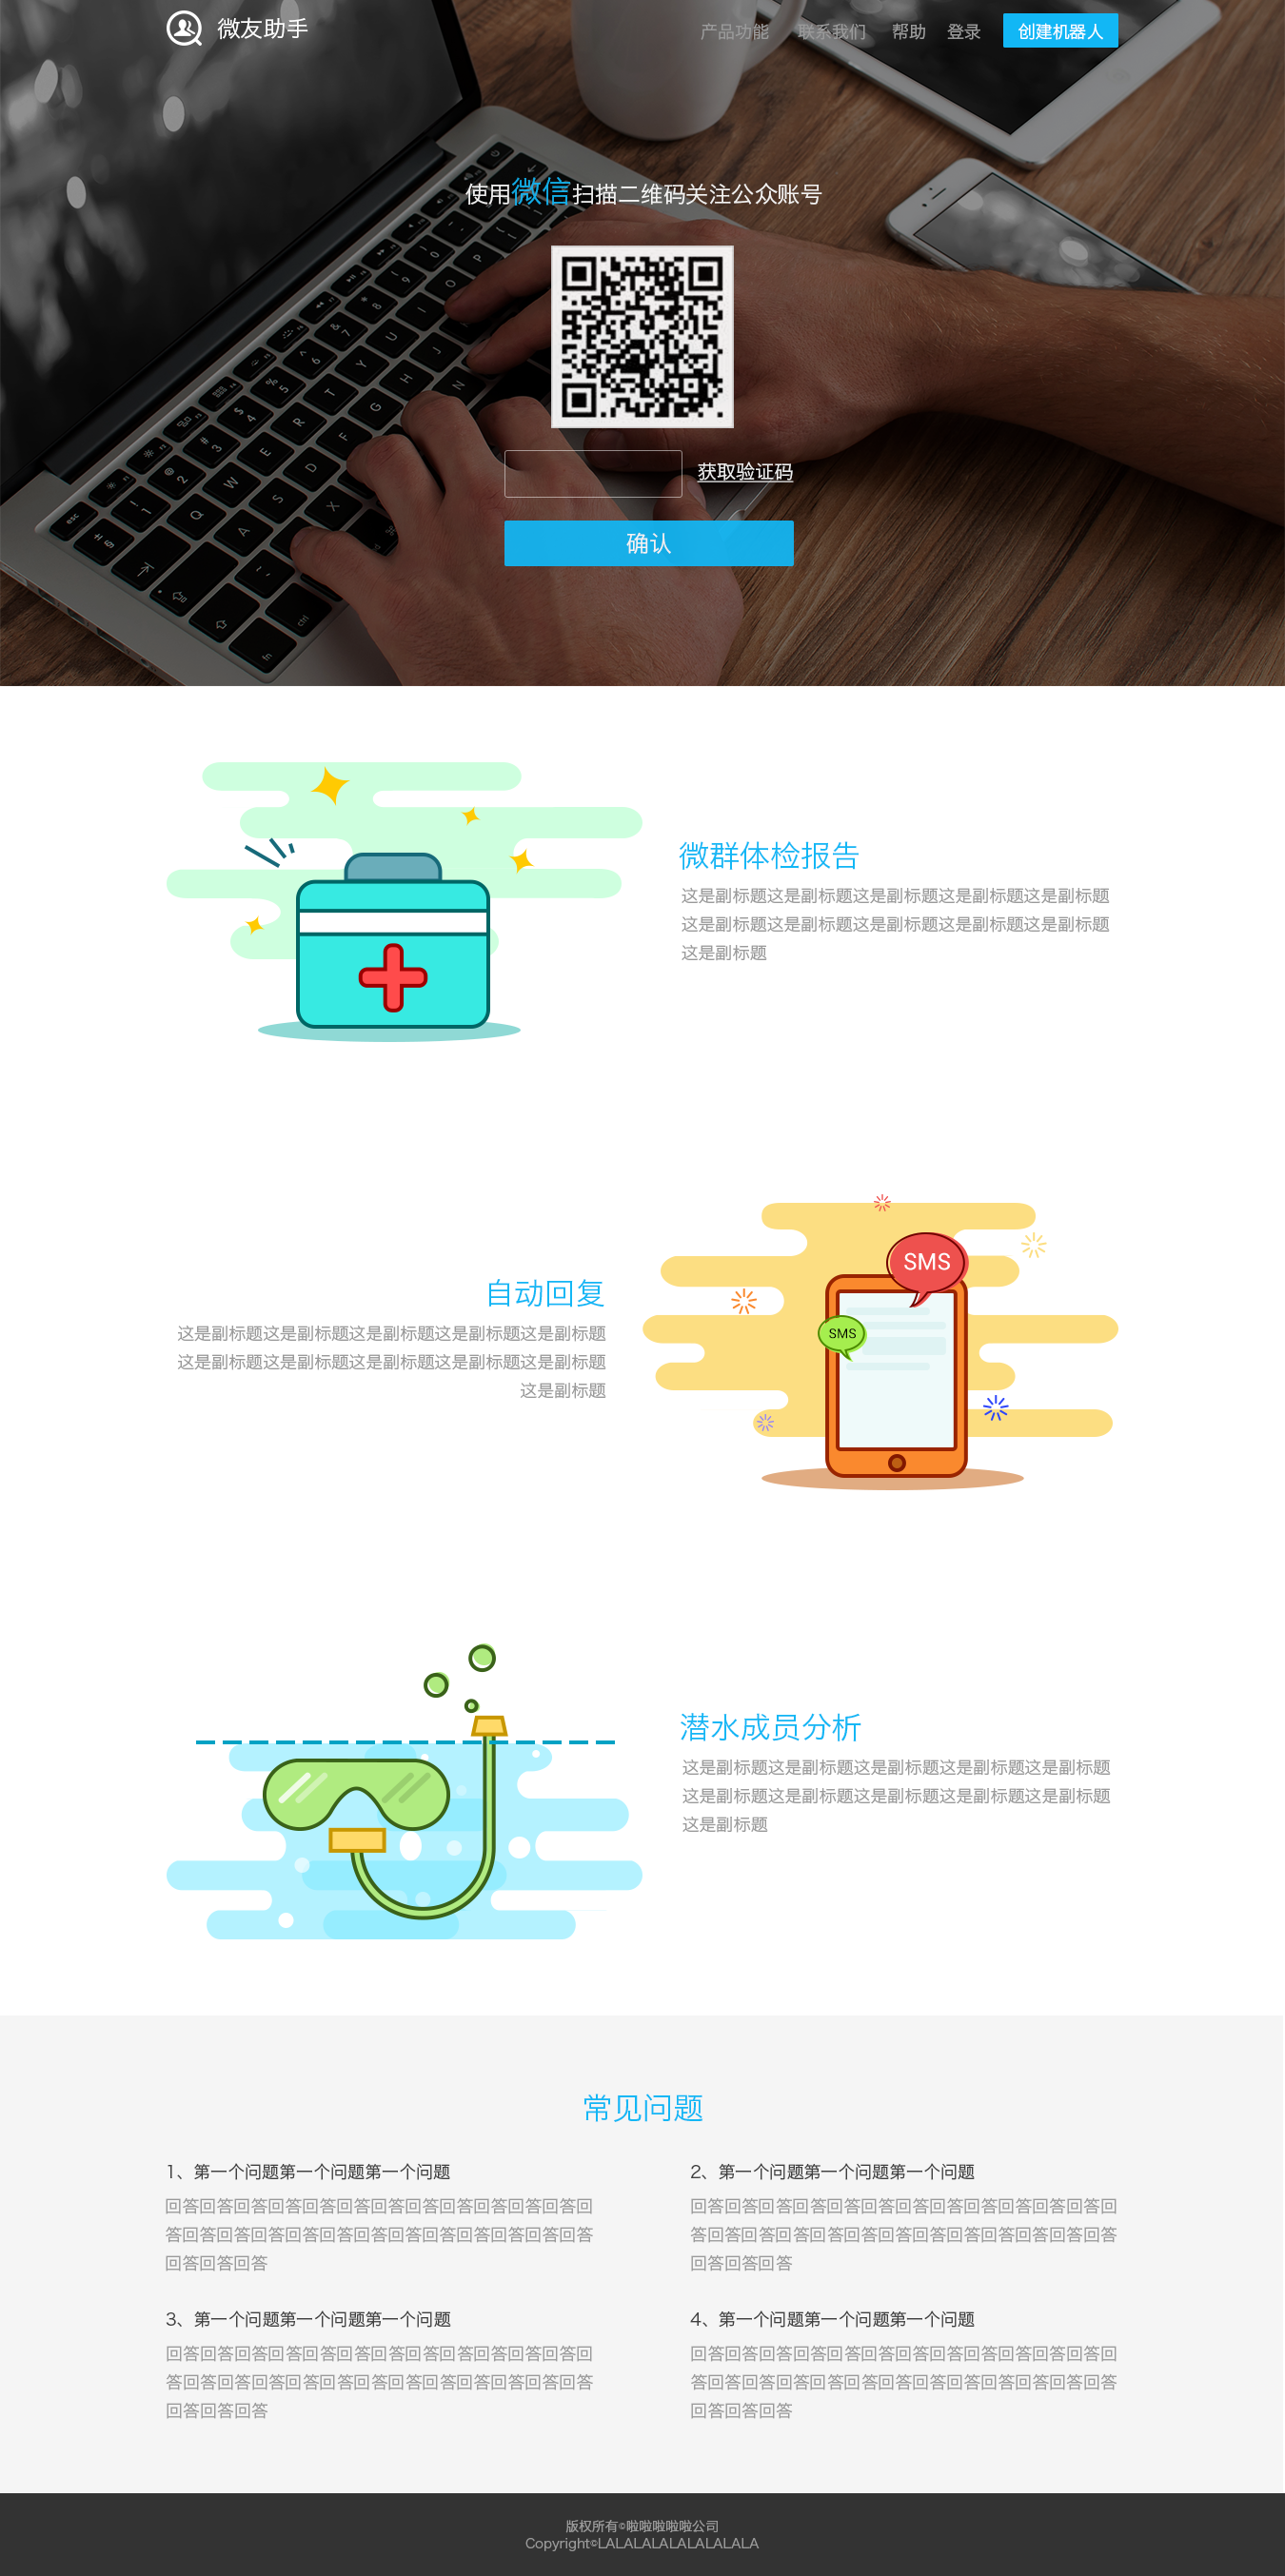 微友助手
产品功能 联系我们 帮助 登录 创建机器人
使用微信扫描二维码关注公众账号
获取验证码
确认
微群体检报告
这是副标题这是副标题这是副标题这是副标题这是副标题
这是副标题这是副标题这是副标题这是副标题这是副标题
这是副标题
SMS
SMS
自动回复
这是副标题这是副标题这是副标题这是副标题这是副标题
这是副标题这是副标题这是副标题这是副标题这是副标题
这是副标题
潜水成员分析
这是副标题这是副标题这是副标题这是副标题这是副标题
这是副标题这是副标题这是副标题这是副标题这是副标题
这是副标题
常见问题
1、第一个问题第一个问题第一个问题
回答回答回答回答回答回答回答回答回答回答回答回答回
答回答回答回答回答回答回答回答回答回答回答回答回答
回答回答回答
2、第一个问题第一个问题第一个问题
回答回答回答回答回答回答回答回答回答回答回答回答回
答回答回答回答回答回答回答回答回答回答回答回答回答
回答回答回答
3、第一个问题第一个问题第一个问题
回答回答回答回答回答回答回答回答回答回答回答回答回
答回答回答回答回答回答回答回答回答回答回答回答回答
回答回答回答
4、第一个问题第一个问题第一个问题
回答回答回答回答回答回答回答回答回答回答回答回答回
答回答回答回答回答回答回答回答回答回答回答回答回答
回答回答回答
版权所有©啦啦啦啦啦公司
Copyright©LALALALALALALALALA